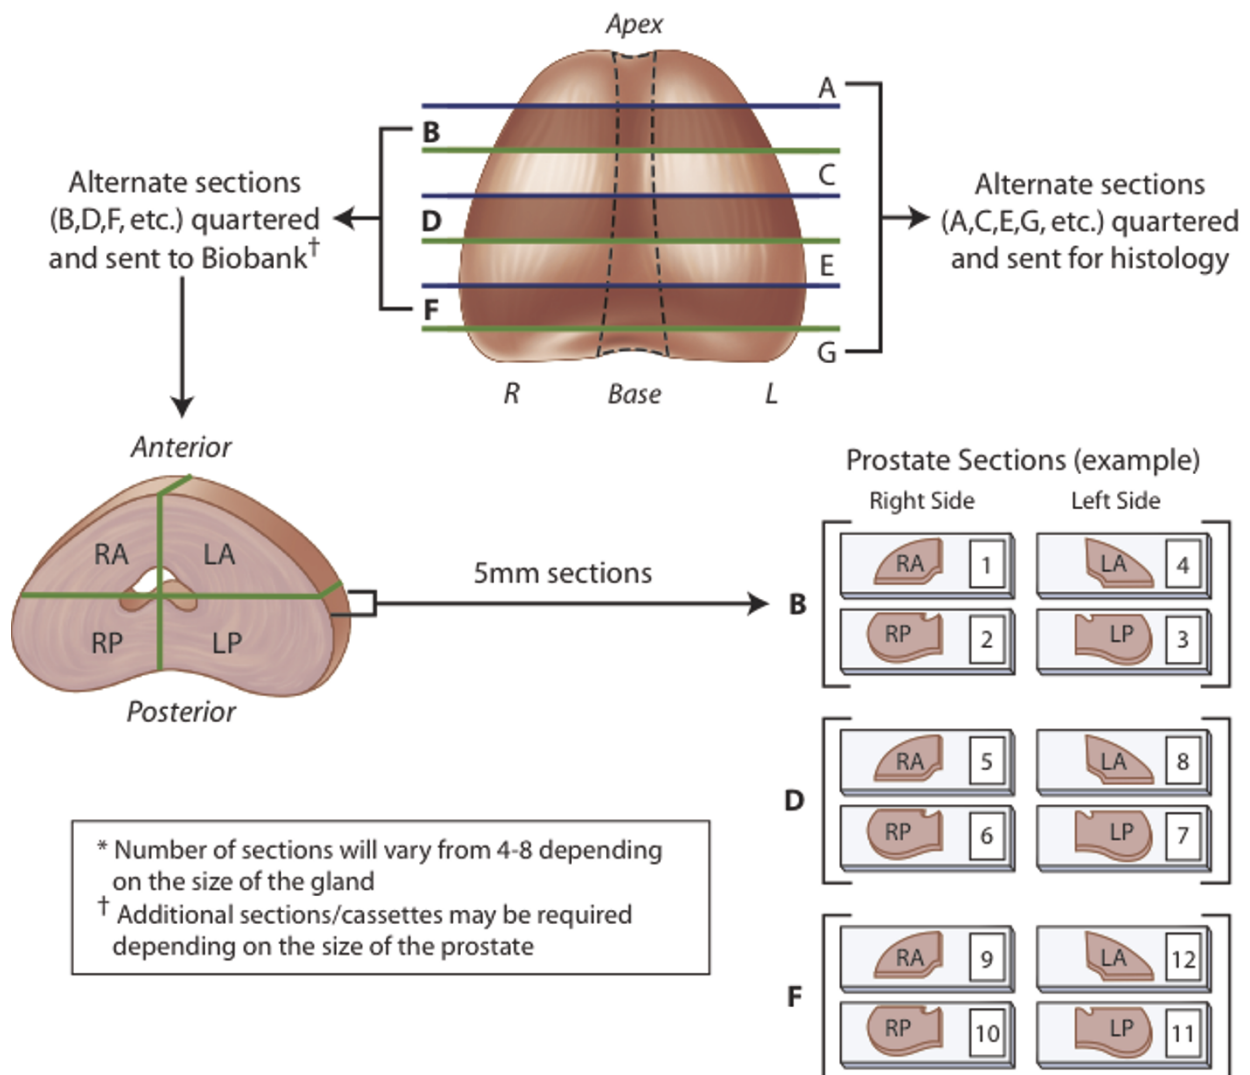 Apex
A
B
C
D
E
F
G
R
Base
L
Alternate sections
(B,D,F, etc.) quartered
and sent to Biobank†
Alternate sections
(A,C,E,G, etc.) quartered
and sent for histology
Anterior
RA
LA
RP
LP
Posterior
5mm sections
Prostate Sections (example)
Right Side
Left Side
B
RA
1
LA
4
RP
2
LP
3
D
RA
5
LA
8
RP
6
LP
7
F
RA
9
LA
12
RP
10
LP
11
* Number of sections will vary from 4-8 depending
on the size of the gland
† Additional sections/cassettes may be required
depending on the size of the prostate